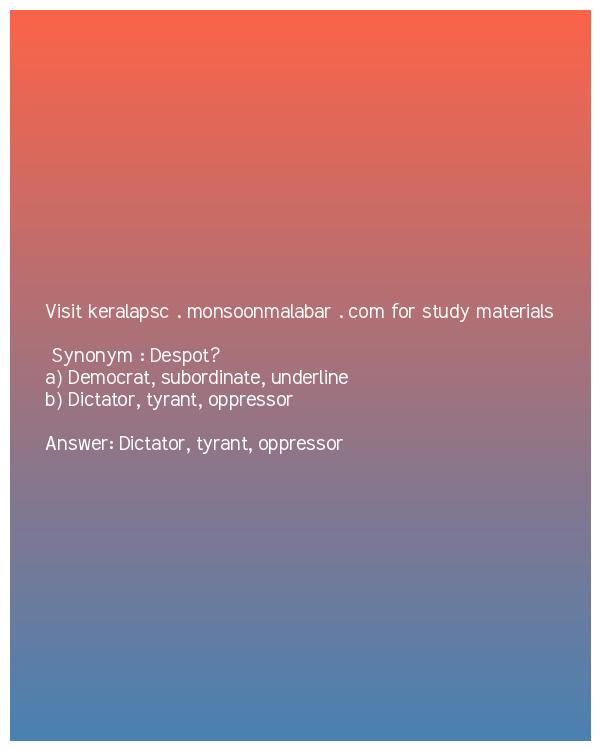 Visit keralapsc . monsoonmalabar . com for study materials
Synonym : Despot?
a) Democrat, subordinate, underline
b) Dictator, tyrant, oppressor
Answer: Dictator, tyrant, oppressor